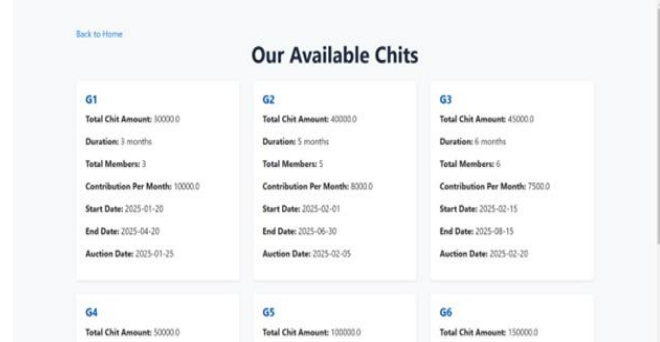 Back to Home
Our Available Chits
G1
Total Chit Amount: 30000.0
Duration: 3 months
Total Members: 3
Contribution Per Month: 10000.0
Start Date: 2025-01-20
End Date: 2025-04-20
Auction Date: 2025-01-25
G2
Total Chit Amount: 40000.0
Duration: 5 months
Total Members: 5
Contribution Per Month: 8000.0
Start Date: 2025-02-01
End Date: 2025-06-30
Auction Date: 2025-02-05
G3
Total Chit Amount: 45000.0
Duration: 6 months
Total Members: 6
Contribution Per Month: 7500.0
Start Date: 2025-02-15
End Date: 2025-08-15
Auction Date: 2025-02-20
G4
Total Chit Amount: 50000.0
G5
Total Chit Amount: 100000.0
G6
Total Chit Amount: 150000.0